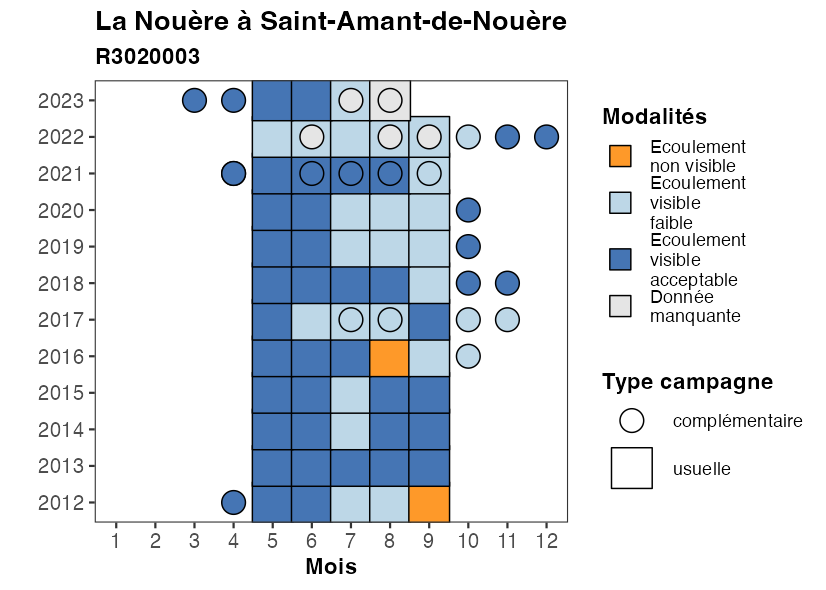 La Nouère à Saint-Amant-de-Nouère
R3020003
2023
2022
2021
2020
2019
2018
2017
2016
2015
2014
2013
2012
1 2 3 4 5 6 7 8 9 10 11 12
Mois
Modalités
Ecoulement
non visible
Ecoulement
visible
faible
Ecoulement
visible
acceptable
Donnée
manquante
Type campagne
complémentaire
usuelle